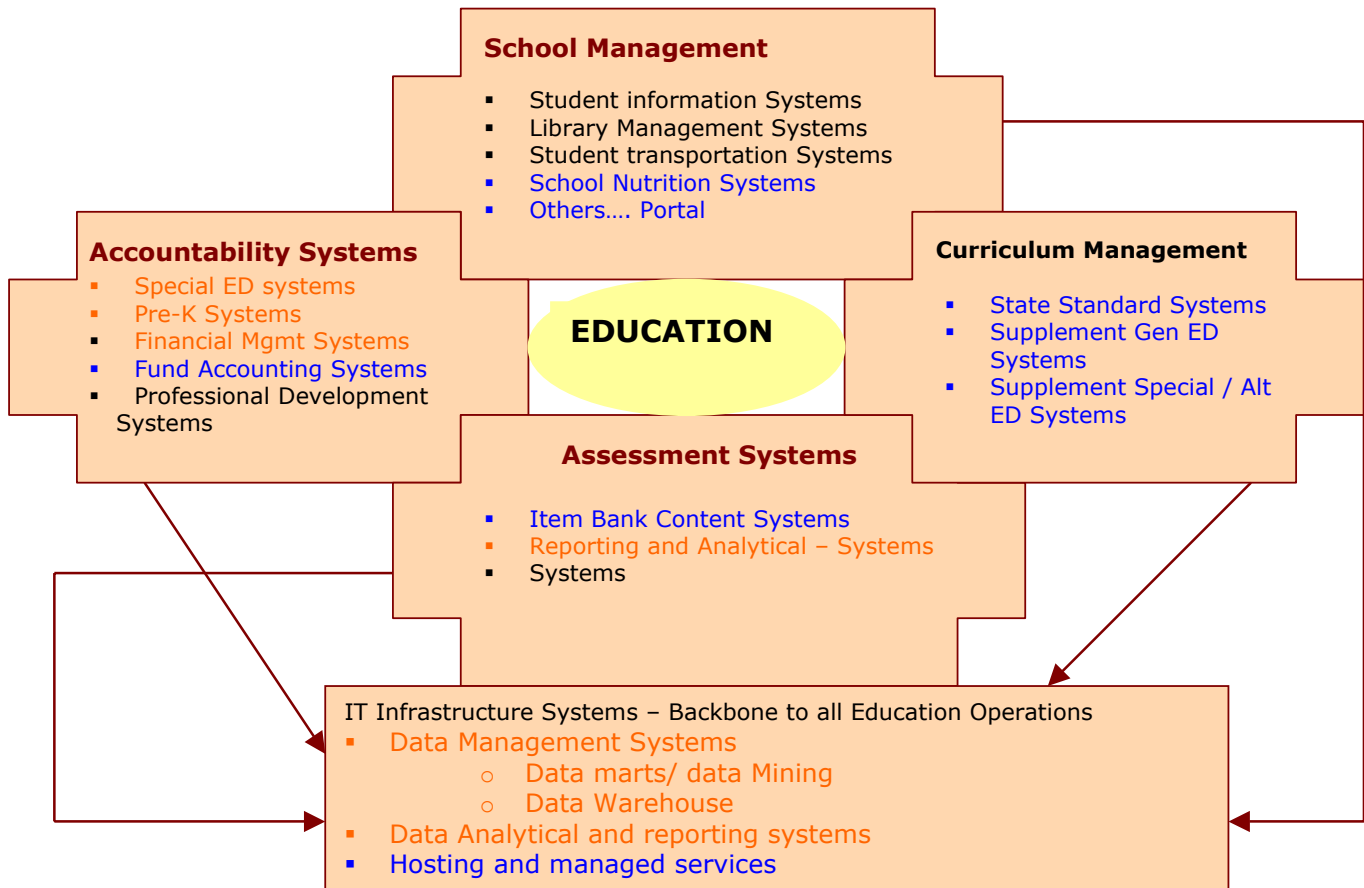 School Management
▪ Student information Systems
▪ Library Management Systems
▪ Student transportation Systems
▪ School Nutrition Systems
▪ Others…. Portal
Accountability Systems
▪ Special ED systems
▪ Pre-K Systems
▪ Financial Mgmt Systems
▪ Fund Accounting Systems
▪ Professional Development
Systems
EDUCATION
Curriculum Management
▪ State Standard Systems
▪ Supplement Gen ED
Systems
▪ Supplement Special / Alt
ED Systems
Assessment Systems
▪ Item Bank Content Systems
▪ Reporting and Analytical – Systems
▪ Systems
IT Infrastructure Systems – Backbone to all Education Operations
▪ Data Management Systems
o Data marts/ data Mining
o Data Warehouse
▪ Data Analytical and reporting systems
▪ Hosting and managed services